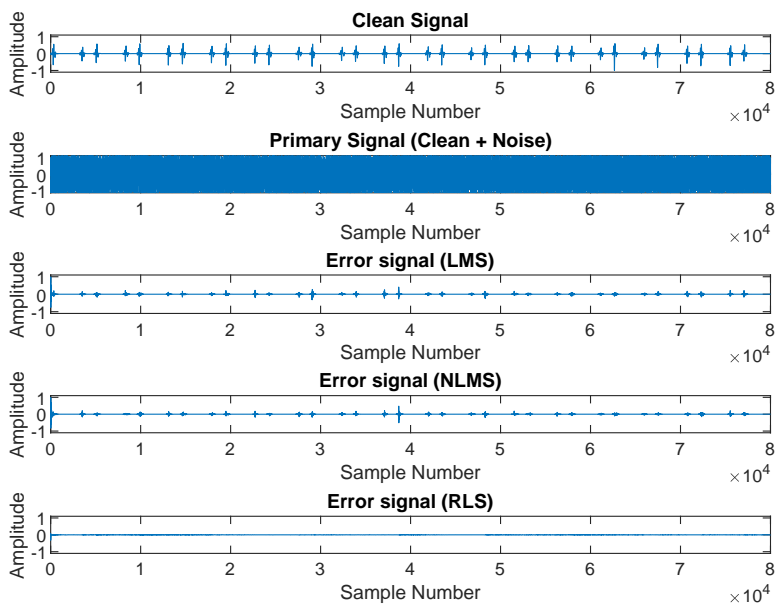 Clean Signal
Amplitude
1
0
-1
0 1 2 3 4 5 6 7 8
Sample Number
×10^4
Primary Signal (Clean + Noise)
Amplitude
1
0
-1
0 1 2 3 4 5 6 7 8
Sample Number
×10^4
Error signal (LMS)
Amplitude
1
0
-1
0 1 2 3 4 5 6 7 8
Sample Number
×10^4
Error signal (NLMS)
Amplitude
1
0
-1
0 1 2 3 4 5 6 7 8
Sample Number
×10^4
Error signal (RLS)
Amplitude
1
0
-1
0 1 2 3 4 5 6 7 8
Sample Number
×10^4